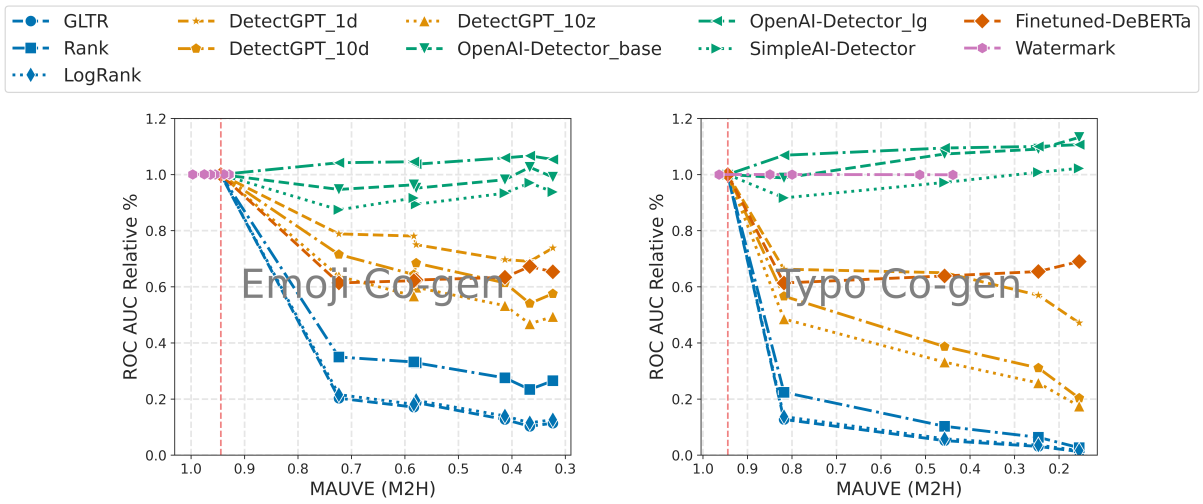 GLTR DetectGPT_1d DetectGPT_10z OpenAI-Detector_lg Finetuned-DeBERTa
Rank DetectGPT_10d OpenAI-Detector_base SimpleAI-Detector Watermark
LogRank
ROC AUC Relative %
1.2
1.0
0.8
0.6
0.4
0.2
0.0
Emoji Co-gen
1.0 0.9 0.8 0.7 0.6 0.5 0.4 0.3
MAUVE (M2H)
ROC AUC Relative %
1.2
1.0
0.8
0.6
0.4
0.2
0.0
Typo Co-gen
1.0 0.9 0.8 0.7 0.6 0.5 0.4 0.3 0.2
MAUVE (M2H)